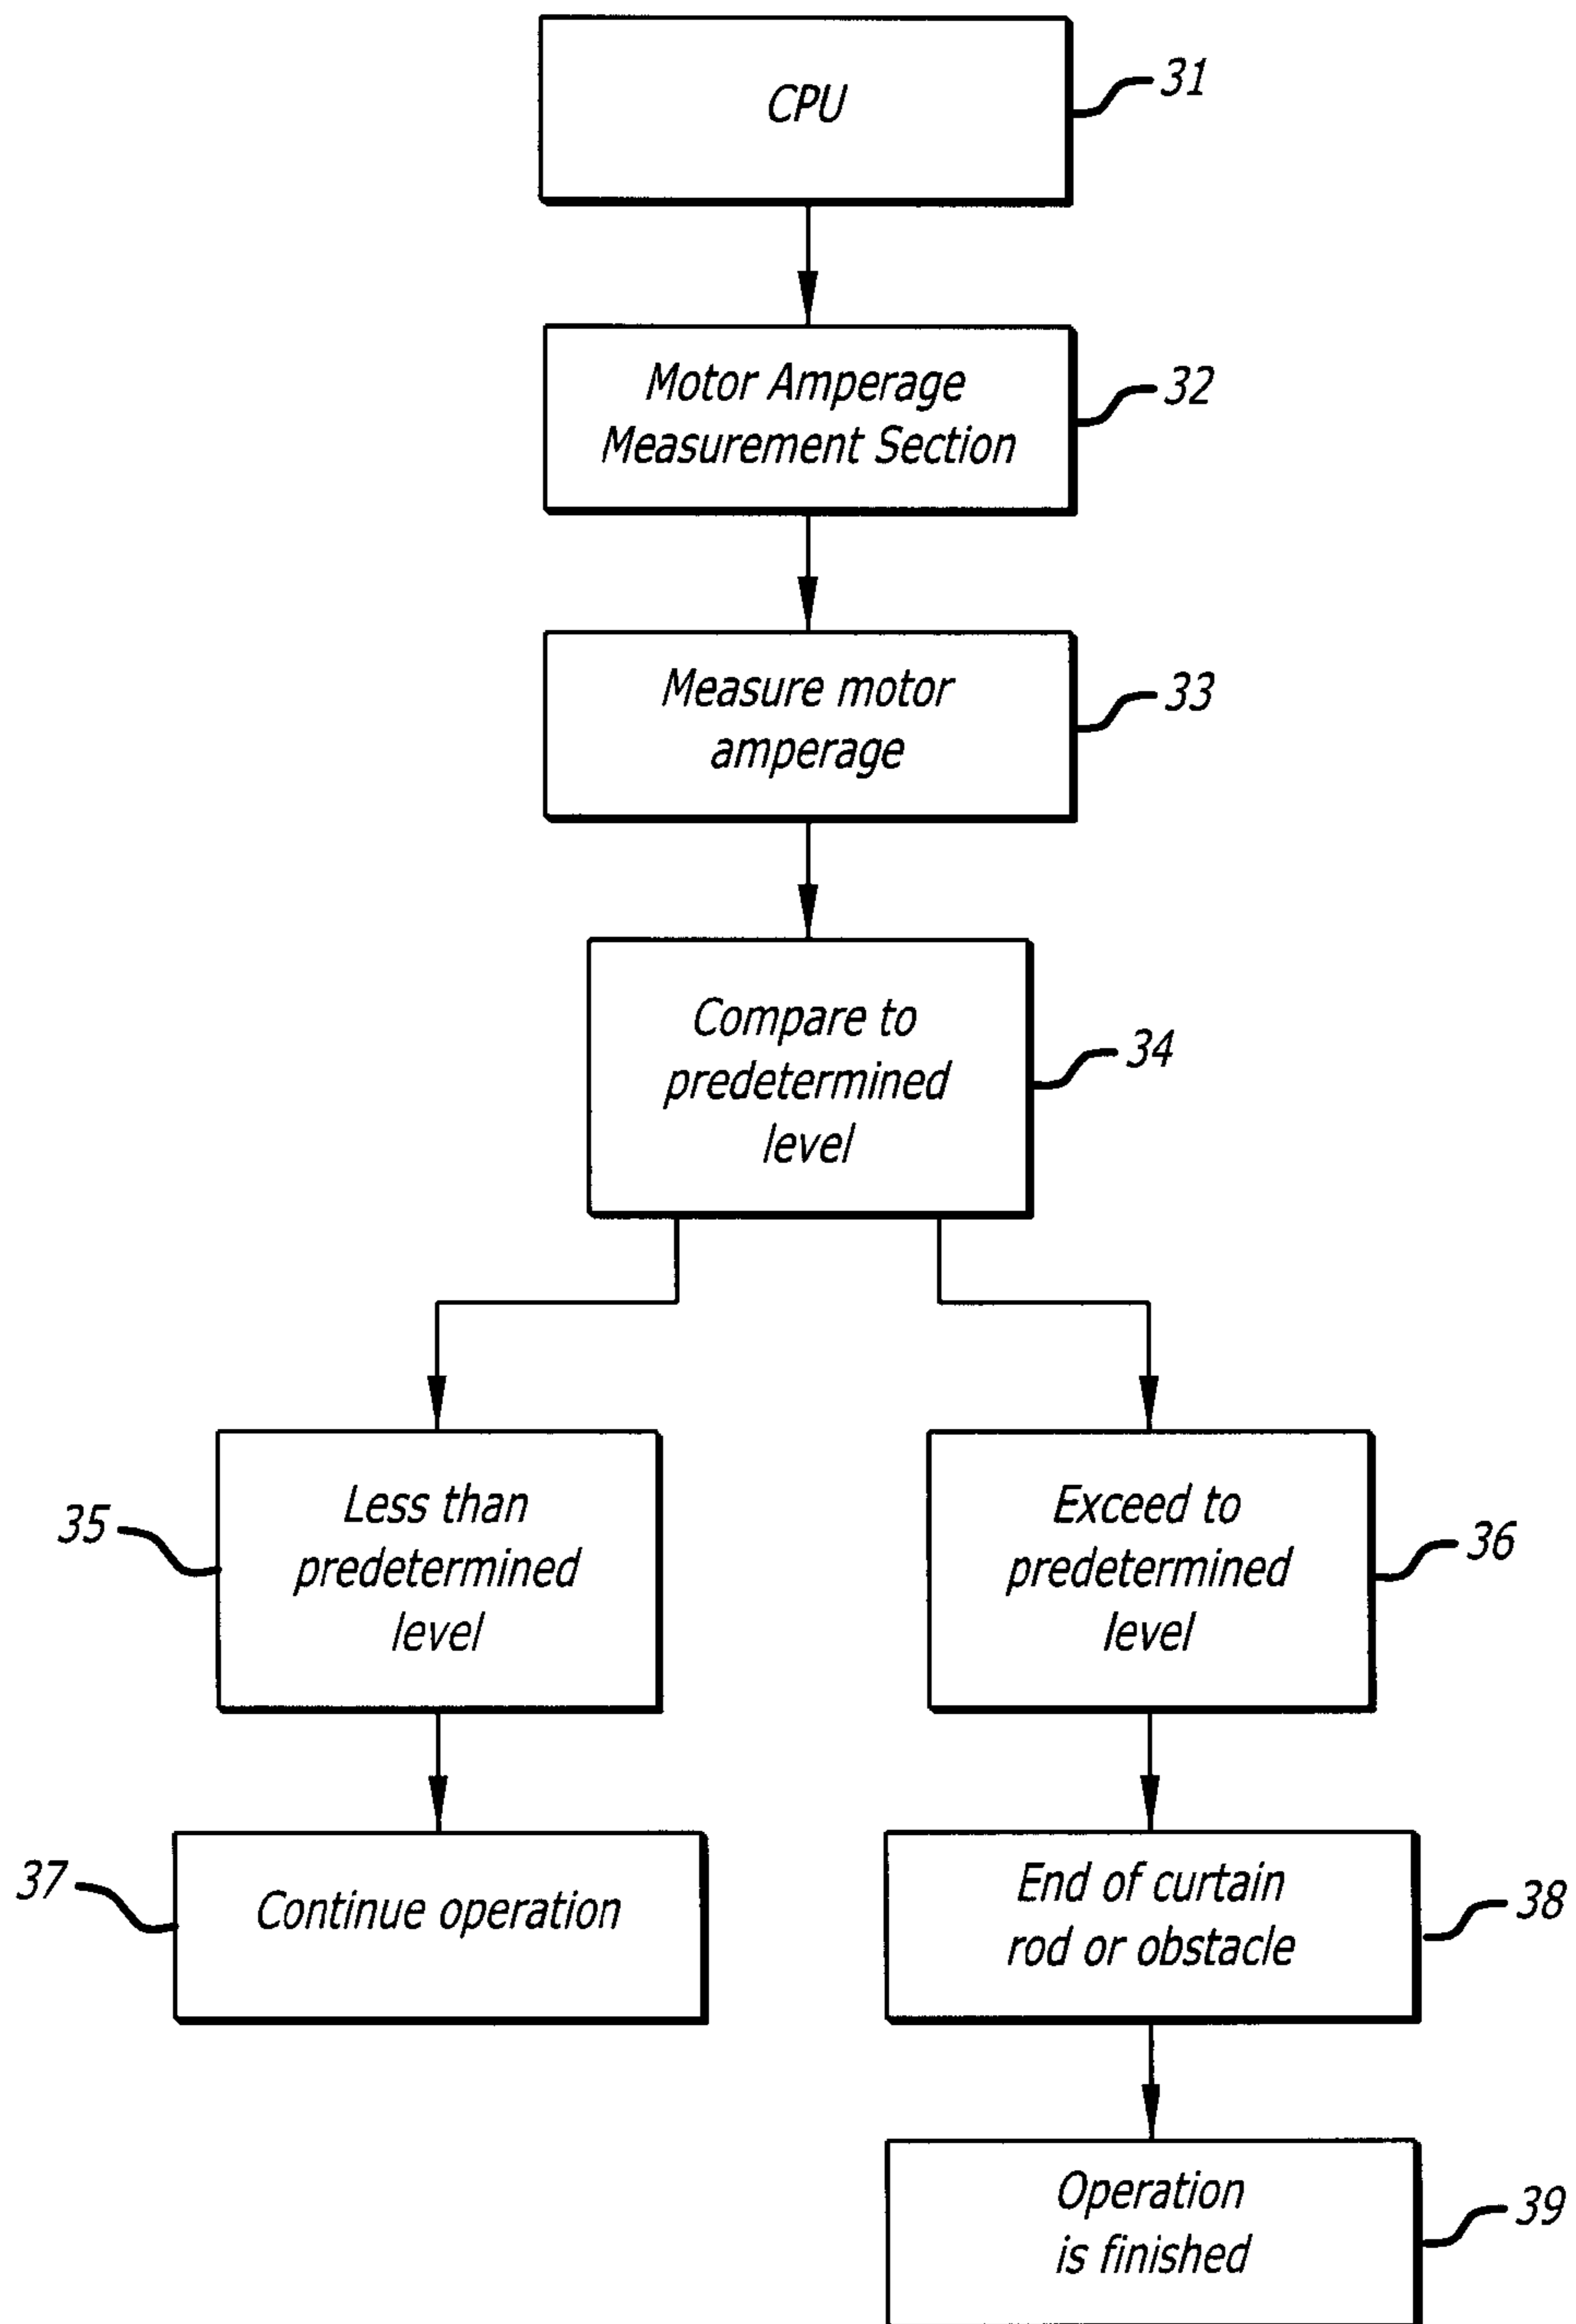 CPU
31
Motor Amperage
Measurement Section
32
Measure motor
amperage
33
Compare to
predetermined
level
34
Less than
predetermined
level
35
Exceed to
predetermined
level
36
Continue operation
37
End of curtain
rod or obstacle
38
Operation
is finished
39